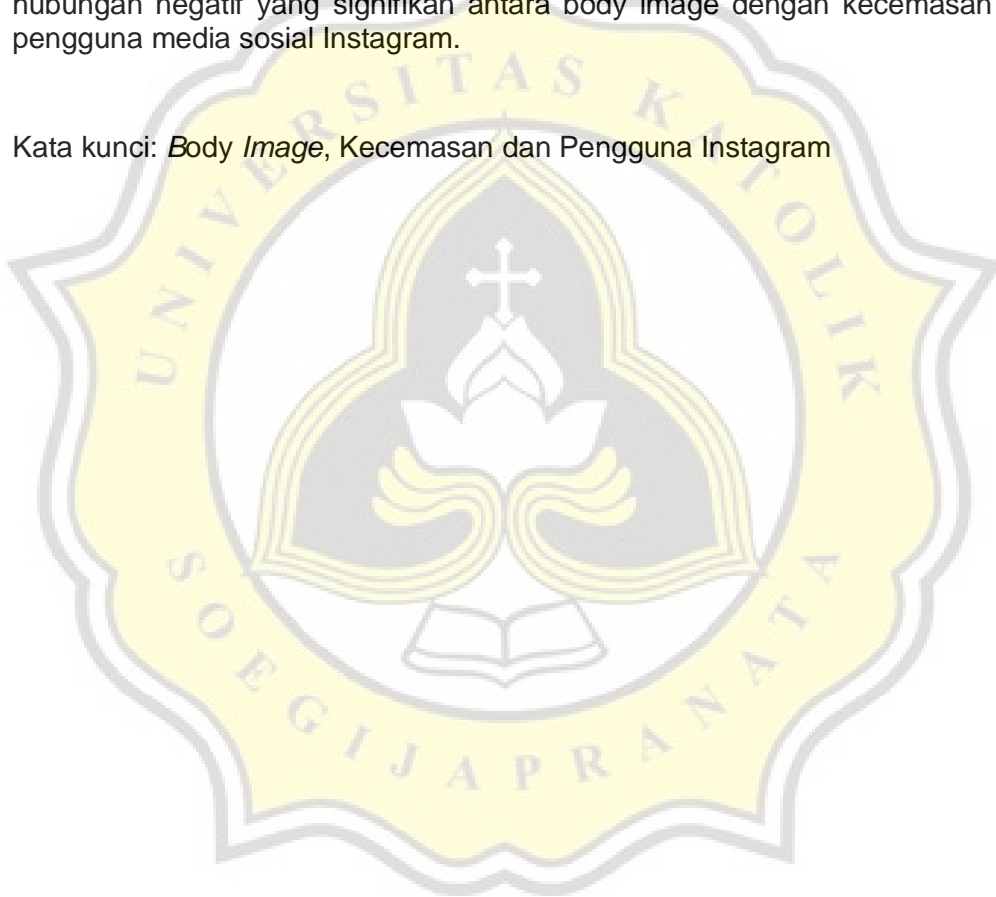 hubungan negatif yang signifikan antara body image dengan kecemasan
pengguna media sosial Instagram.
Kata kunci: Body Image, Kecemasan dan Pengguna Instagram
UNIVERSITAS KATOLIK
SOEGIJAPRANATA